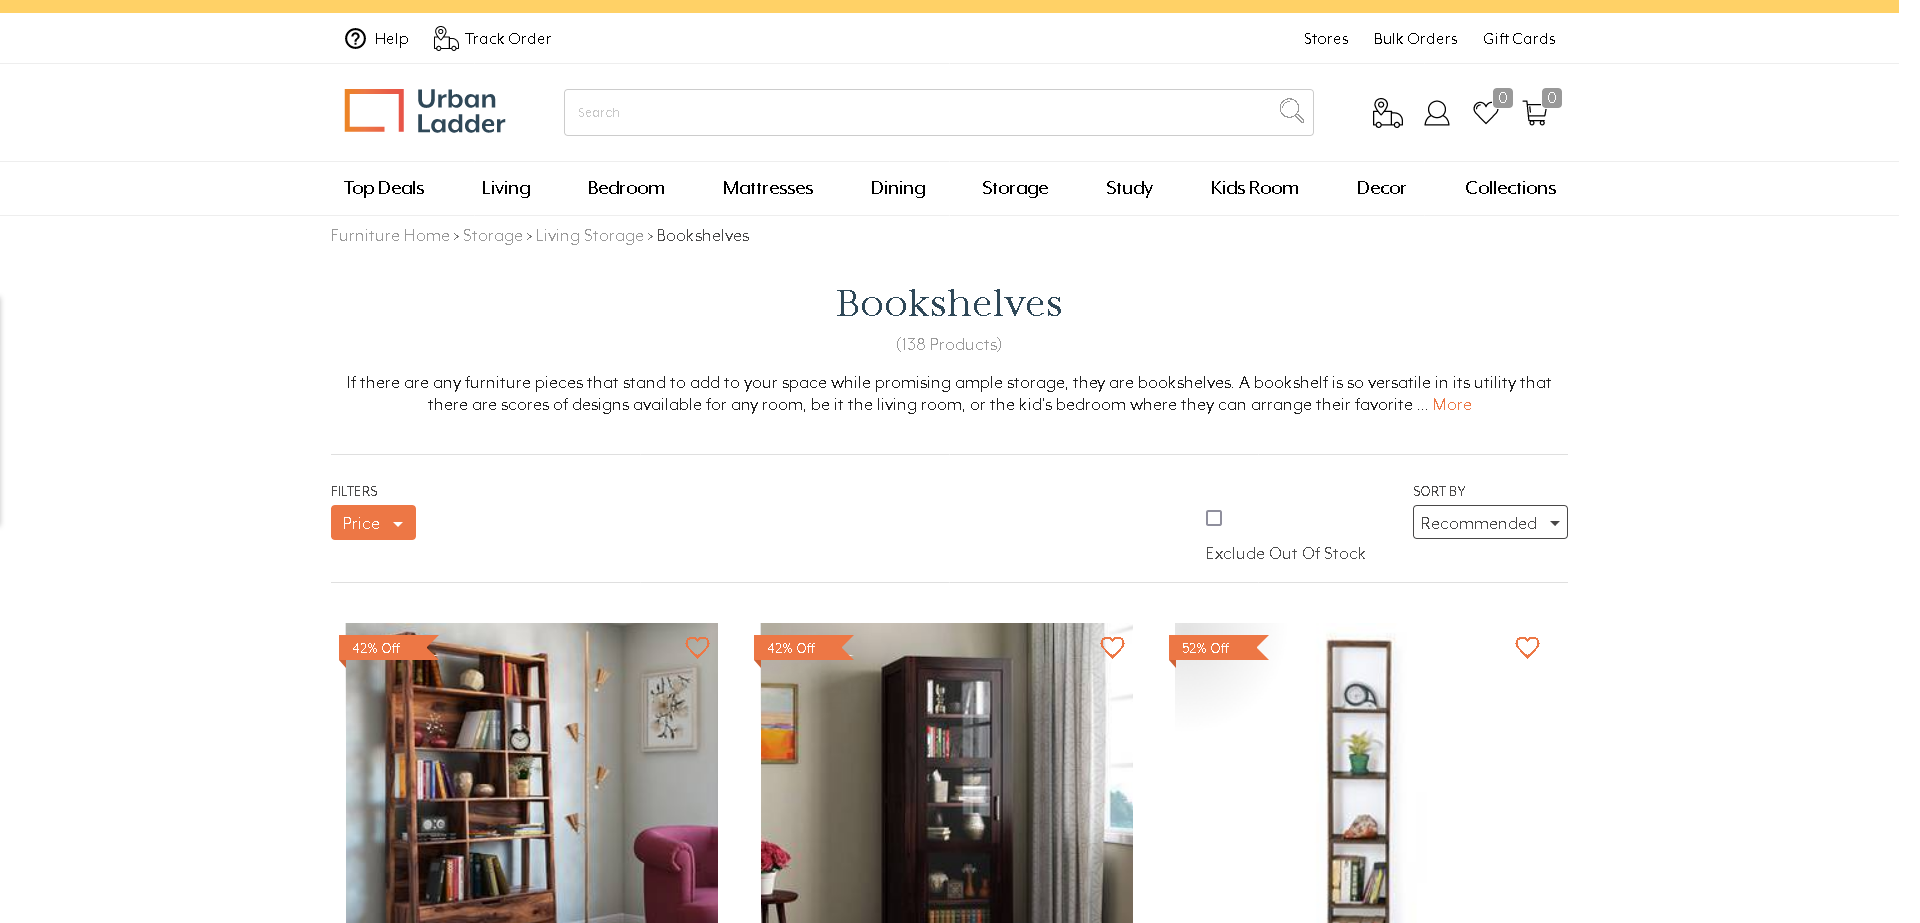 Help
Track Order
Stores
Bulk Orders
Gift Cards
Urban
Ladder
Search
0
0
Top Deals
Living
Bedroom
Mattresses
Dining
Storage
Study
Kids Room
Decor
Collections
Furniture Home > Storage > Living Storage > Bookshelves
Bookshelves
(138 Products)
If there are any furniture pieces that stand to add to your space while promising ample storage, they are bookshelves. A bookshelf is so versatile in its utility that
there are scores of designs available for any room, be it the living room, or the kid's bedroom where they can arrange their favorite ... More
FILTERS
Price
Exclude Out Of Stock
SORT BY
Recommended
42% Off
42% Off
52% Off